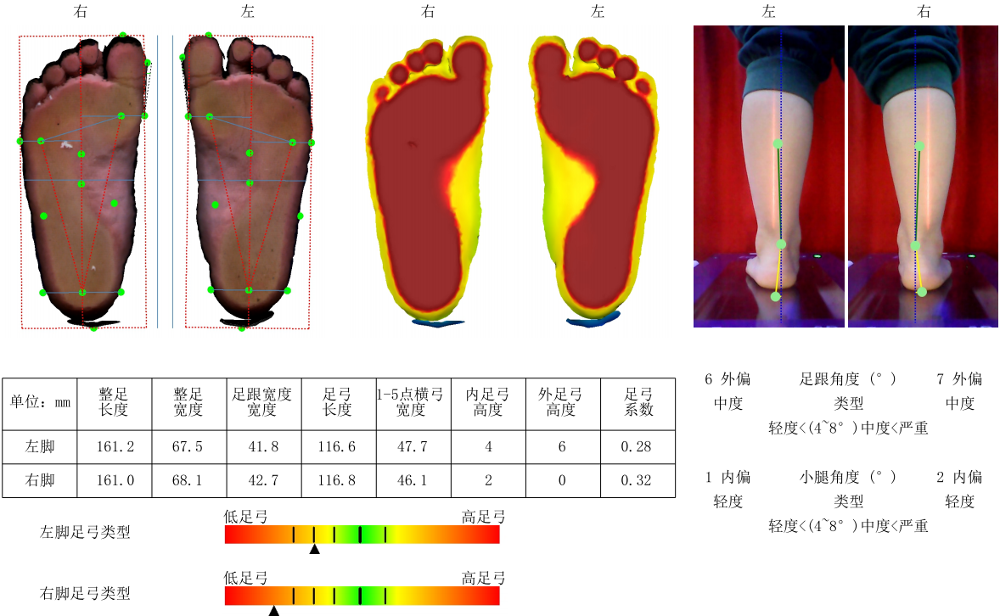 右 左 右 左 左 右
单位：mm 整足长度 整足宽度 足跟宽度宽度 足弓长度 1-5点横弓宽度 内足弓高度 外足弓高度 足弓系数
左脚 161.2 67.5 41.8 116.6 47.7 4 6 0.28
右脚 161.0 68.1 42.7 116.8 46.1 2 0 0.32
低足弓 高足弓
左脚足弓类型
低足弓 高足弓
右脚足弓类型
6 外偏 足跟角度(°) 7 外偏
中度 类型 中度
轻度<(4~8°)中度<严重
1 内偏 小腿角度(°) 2 内偏
轻度 类型 轻度
轻度<(4~8°)中度<严重